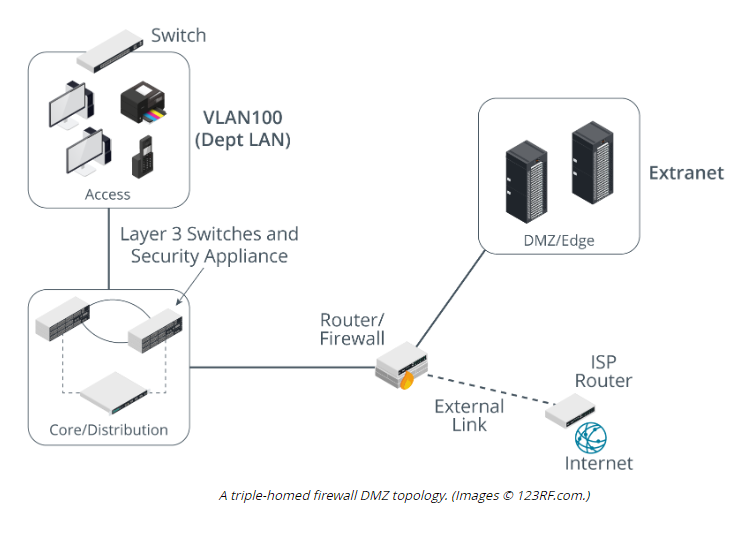 Switch
VLAN100
(Dept LAN)
Access
Extranet
DMZ/Edge
Layer 3 Switches and
Security Appliance
Router/
Firewall
ISP
Router
External
Link
Core/Distribution
Internet
A triple-homed firewall DMZ topology. (Images © 123RF.com.)